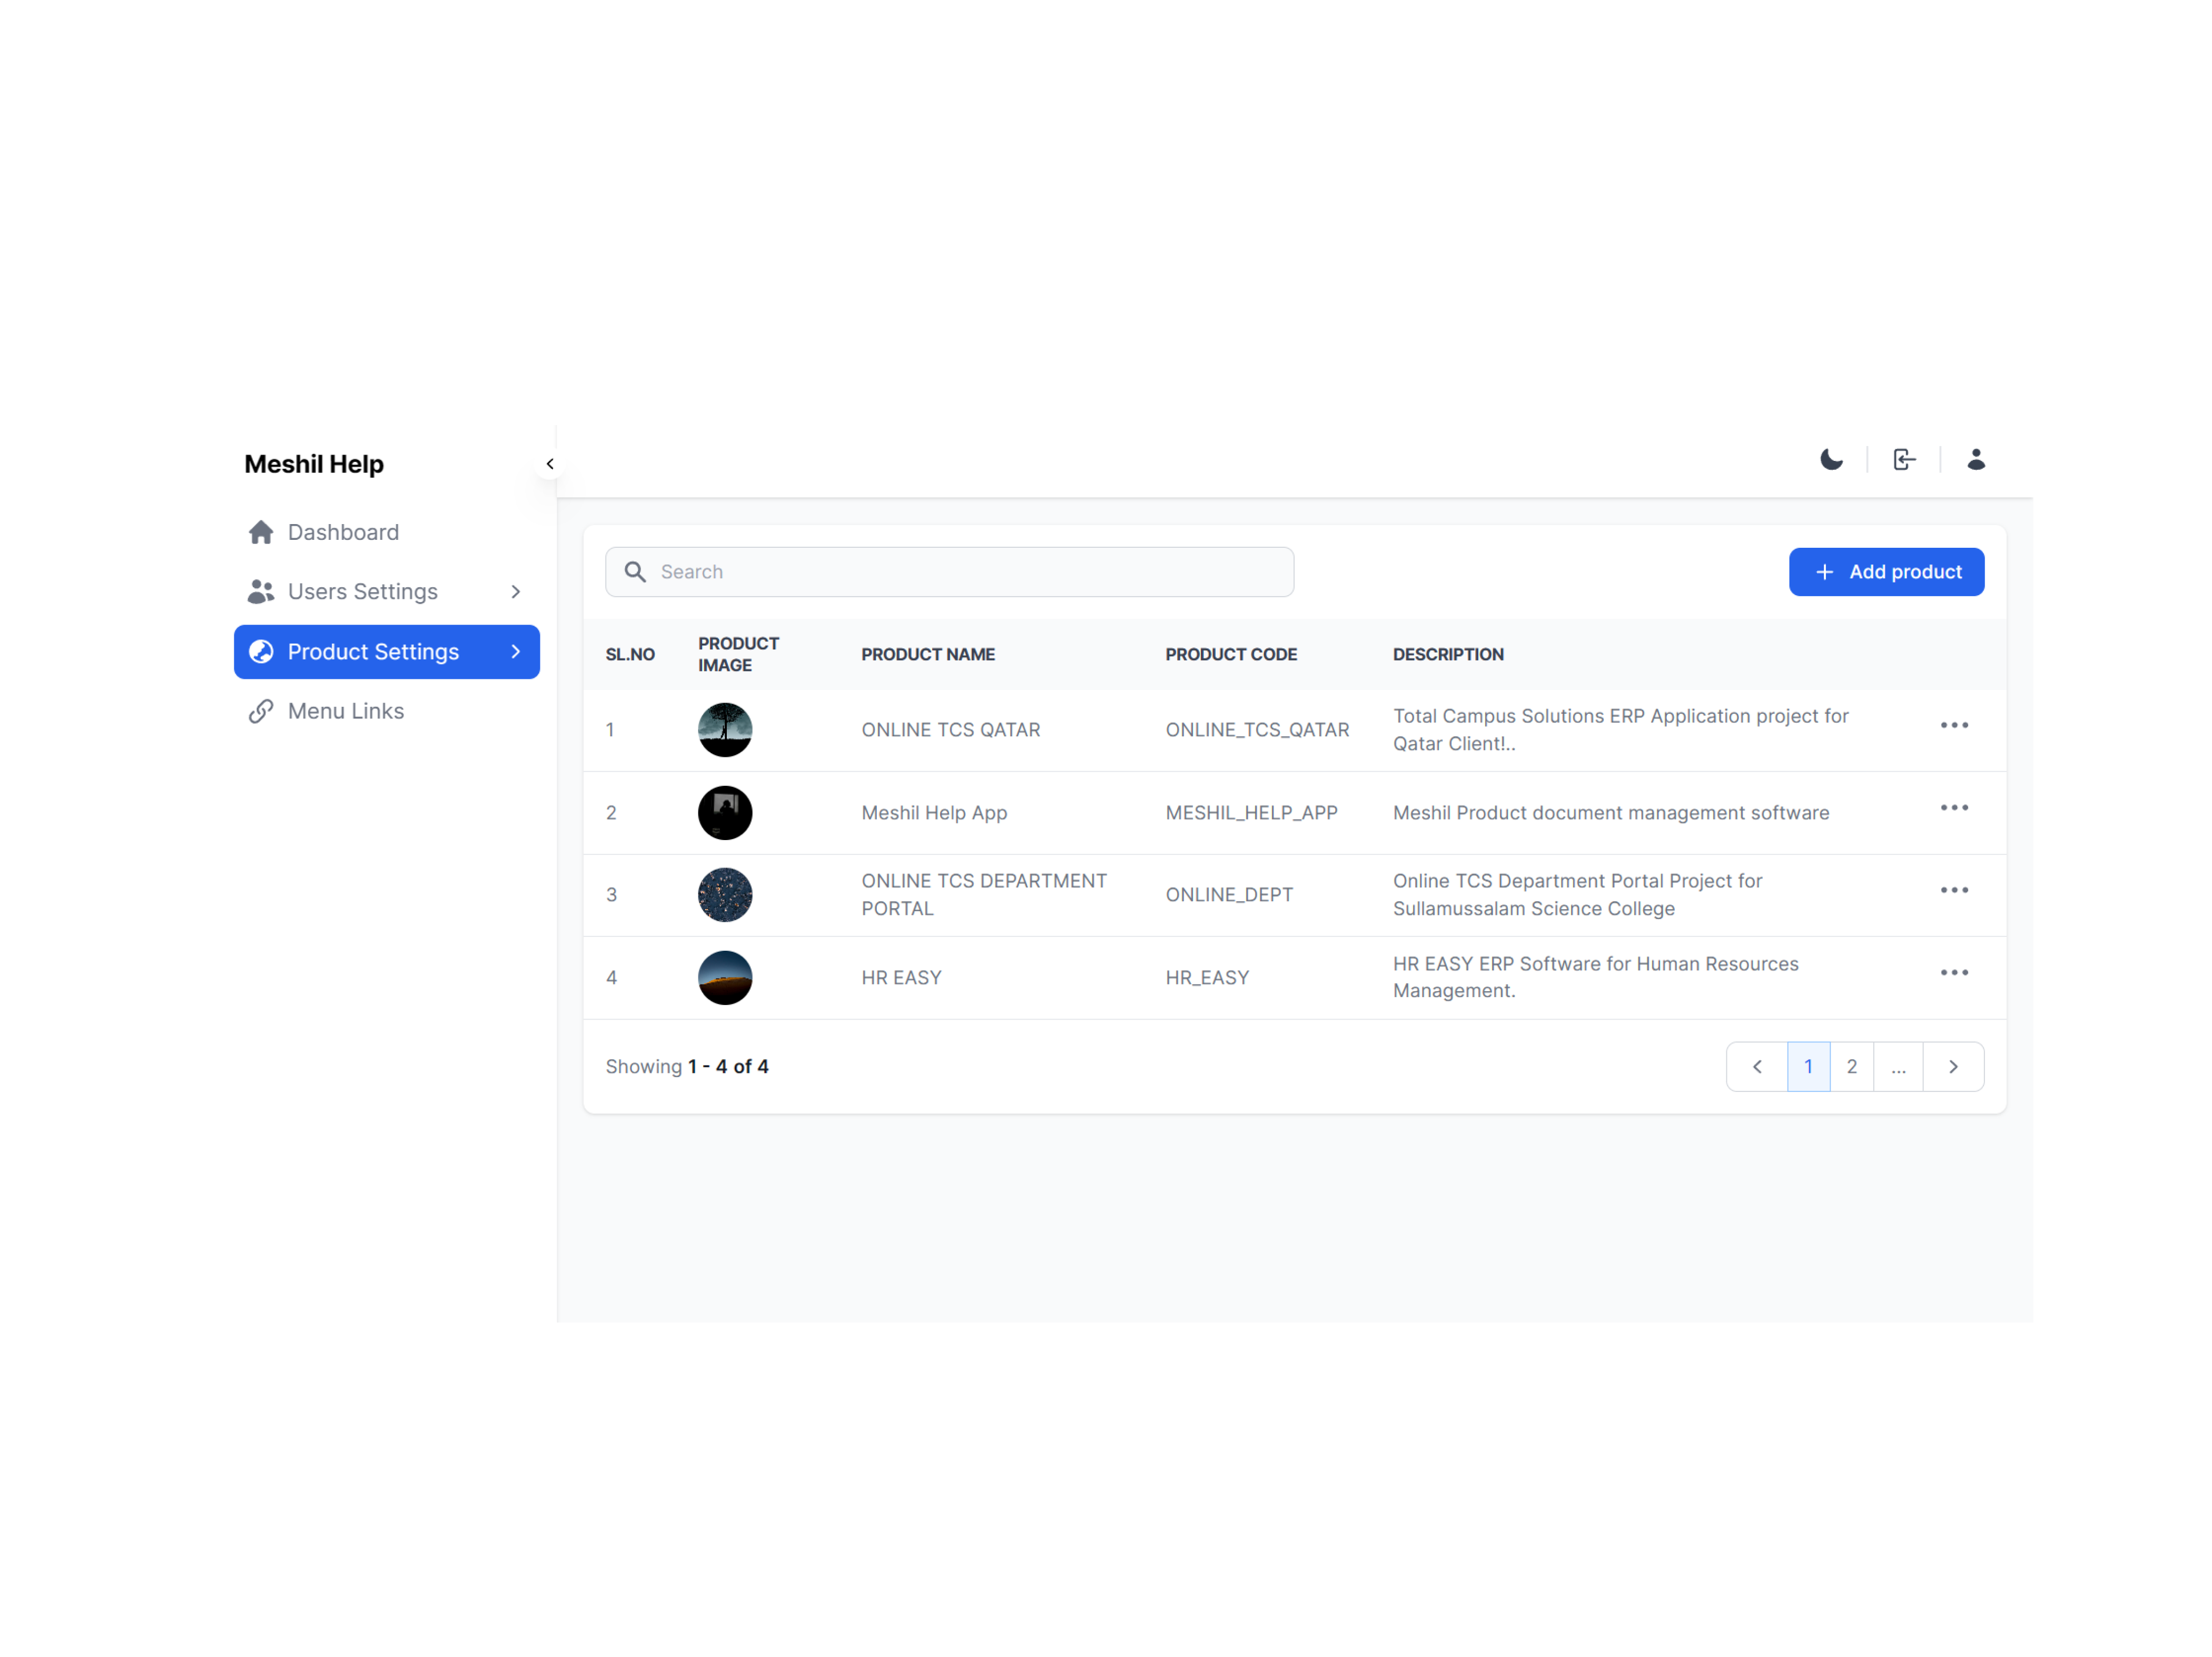 Meshil Help
Dashboard
Users Settings
Product Settings
Menu Links
Search
Add product
SL.NO
PRODUCT
IMAGE
PRODUCT NAME
PRODUCT CODE
DESCRIPTION
1
ONLINE TCS QATAR
ONLINE_TCS_QATAR
Total Campus Solutions ERP Application project for
Qatar Client!..
2
Meshil Help App
MESHIL_HELP_APP
Meshil Product document management software
3
ONLINE TCS DEPARTMENT
PORTAL
ONLINE_DEPT
Online TCS Department Portal Project for
Sullamussalam Science College
4
HR EASY
HR_EASY
HR EASY ERP Software for Human Resources
Management.
Showing 1 - 4 of 4
1 2 ...